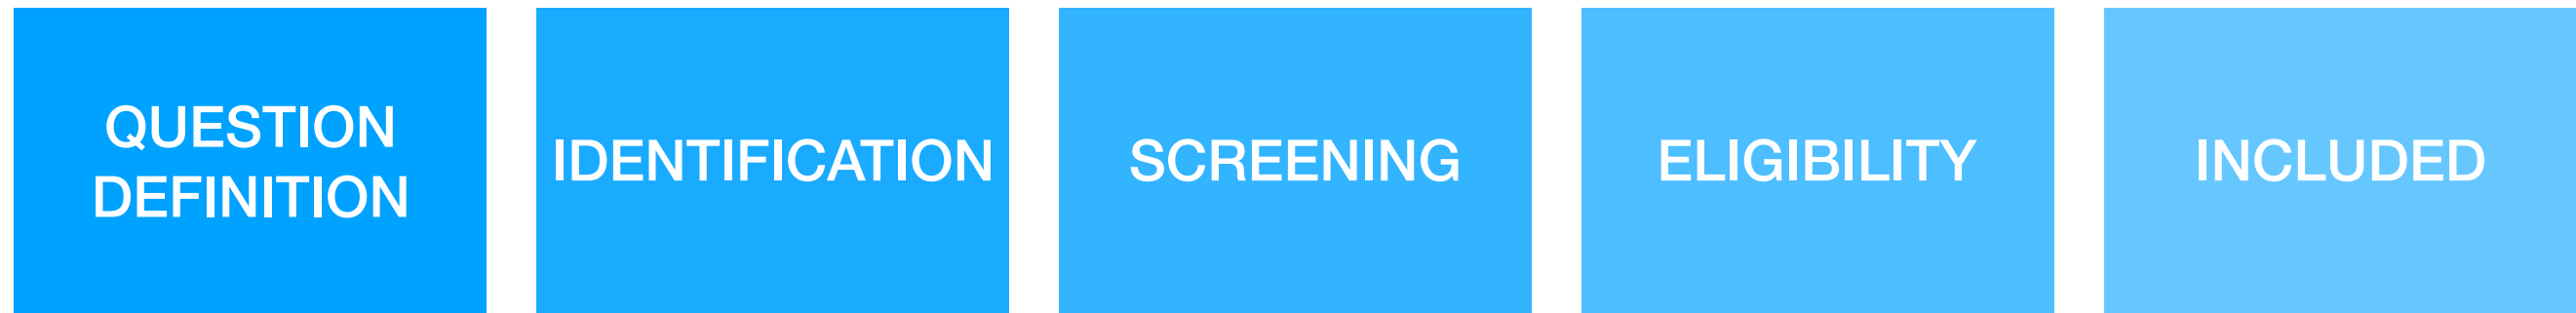 QUESTION
DEFINITION
IDENTIFICATION
SCREENING
ELIGIBILITY
INCLUDED